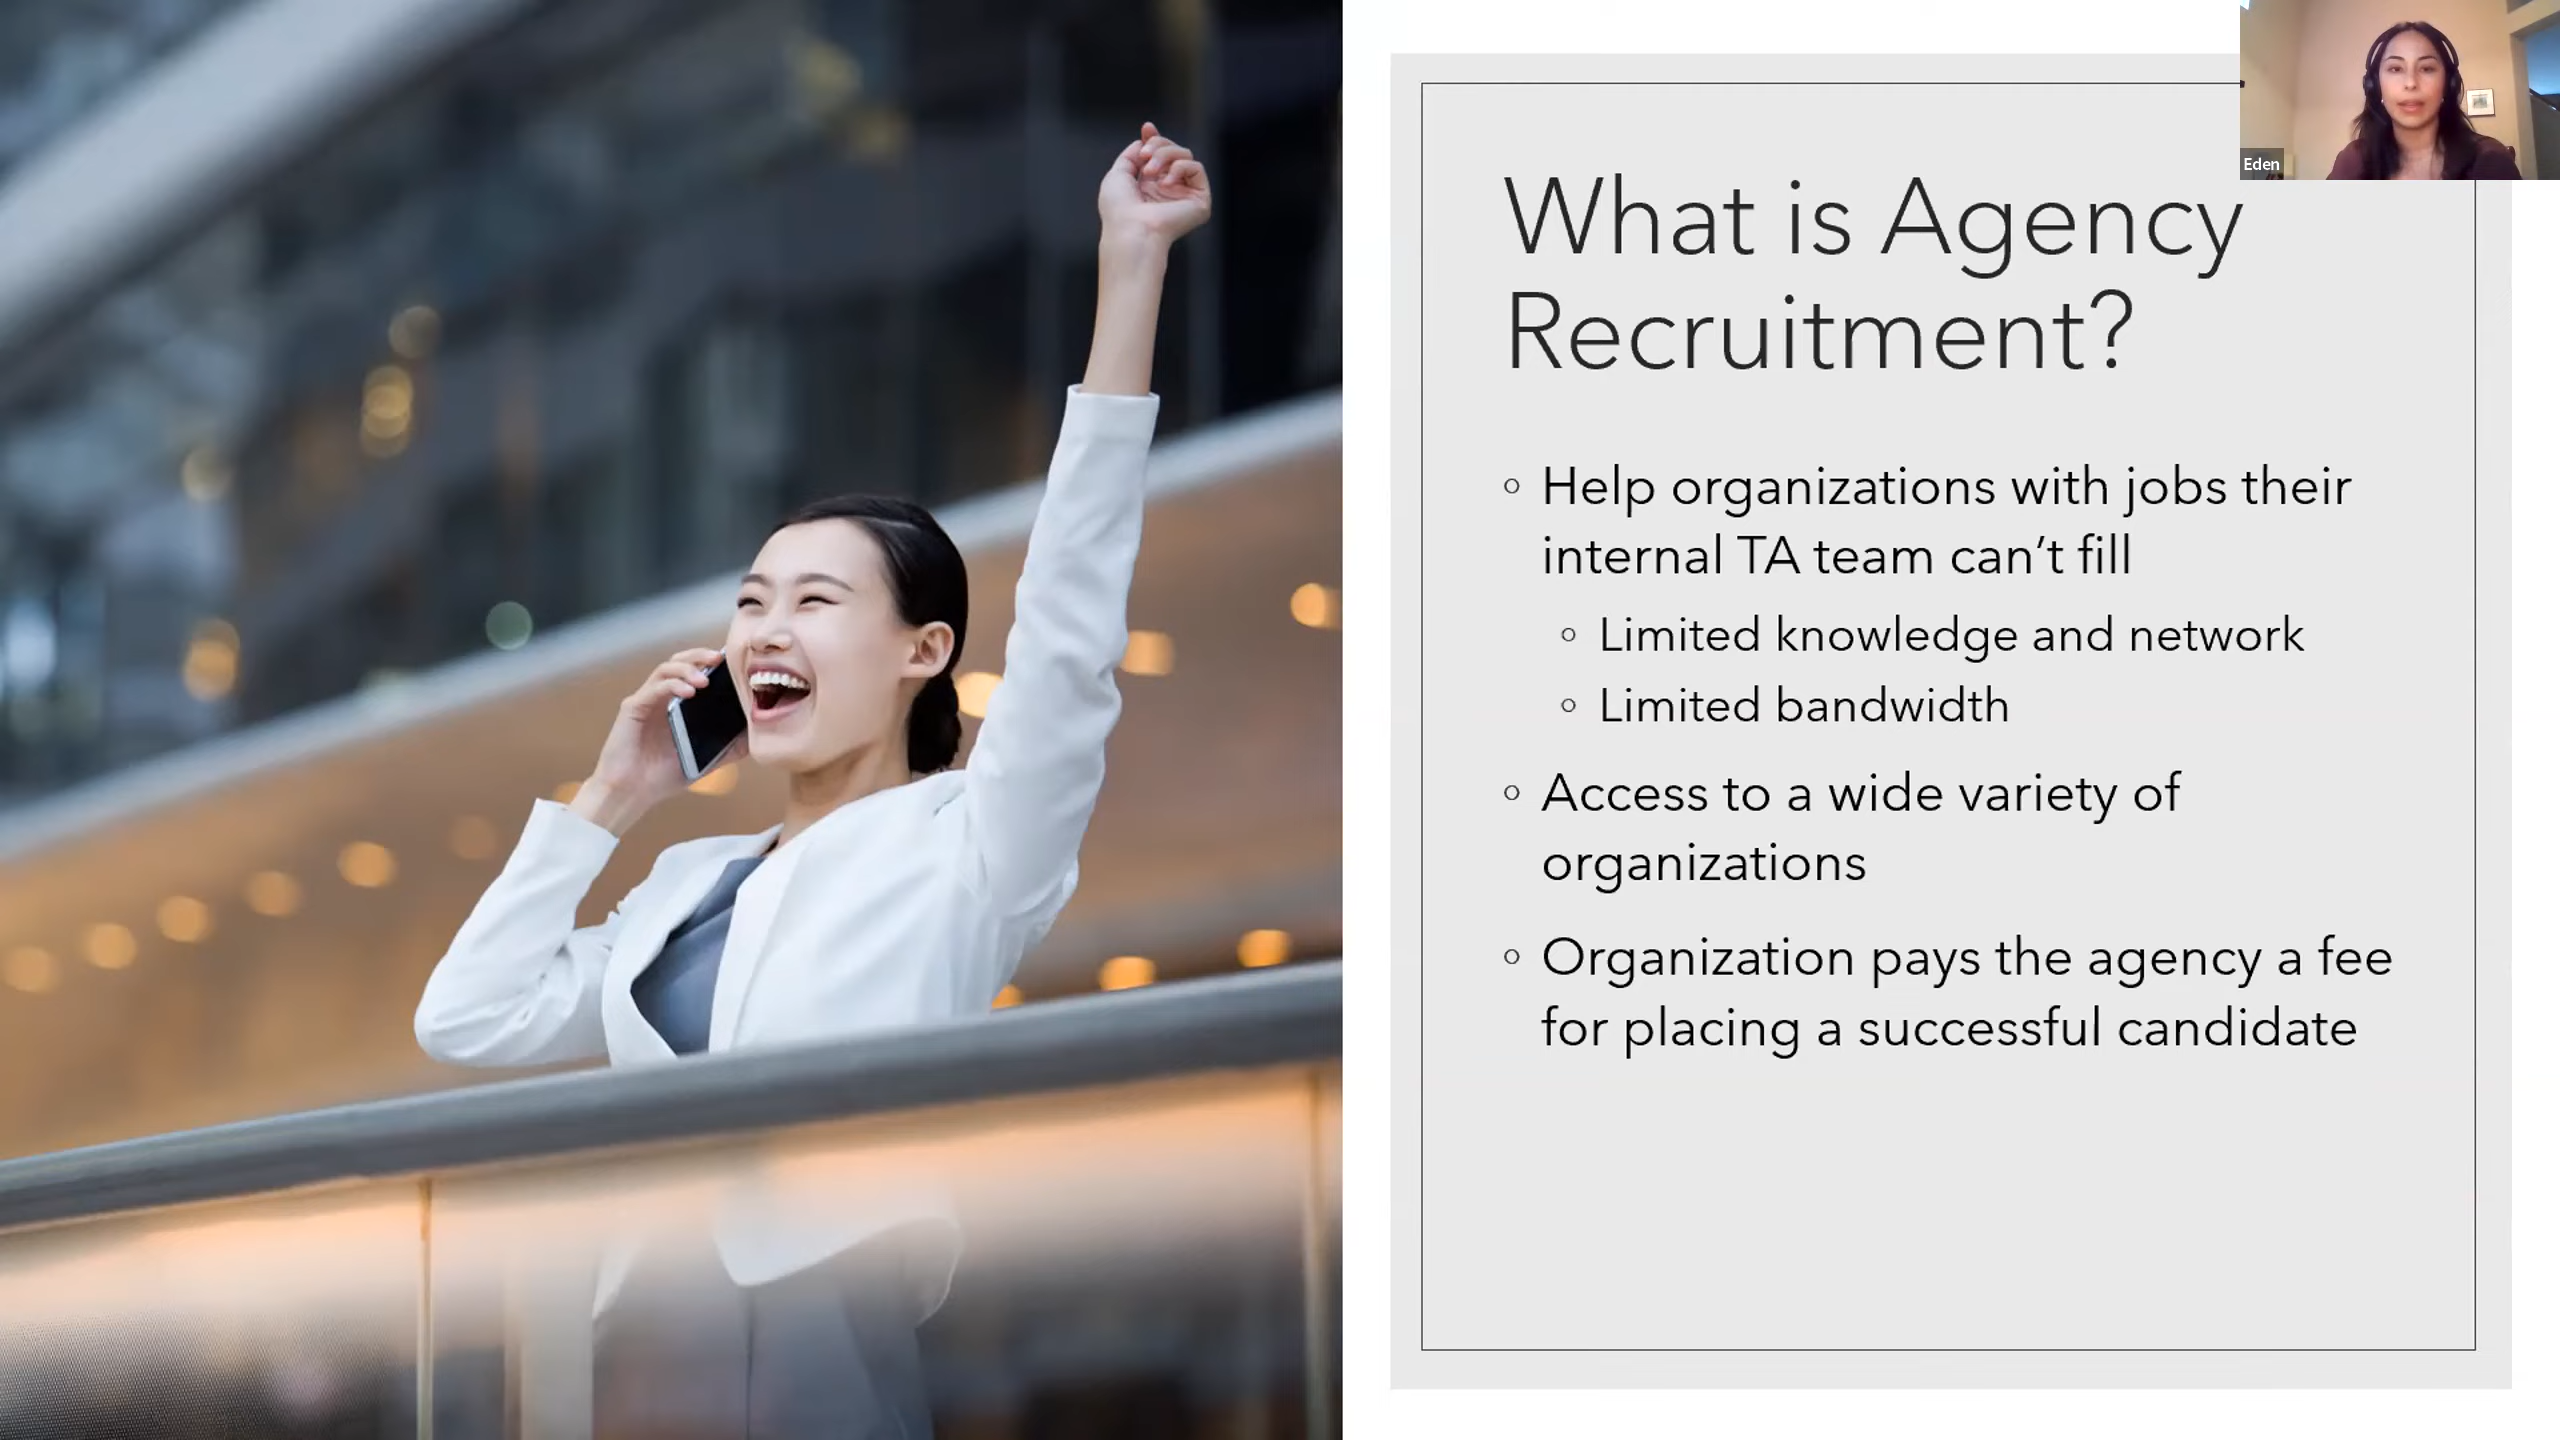 Eden
What is Agency
Recruitment?
◦ Help organizations with jobs their
internal TA team can’t fill
◦ Limited knowledge and network
◦ Limited bandwidth
◦ Access to a wide variety of
organizations
◦ Organization pays the agency a fee
for placing a successful candidate